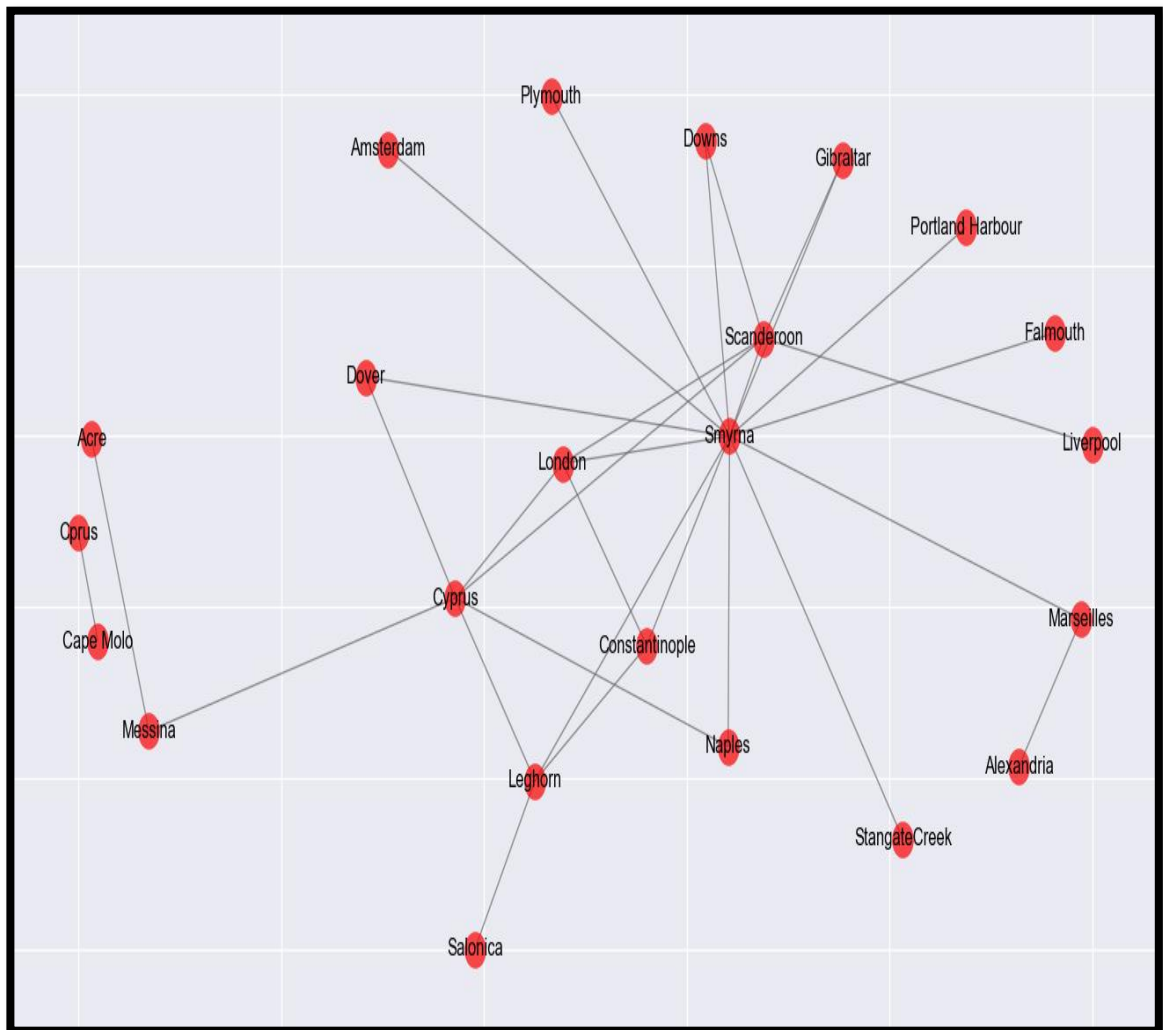 Plymouth
Downs
Amsterdam
Gibraltar
Portland Harbour
Scanderoon
Falmouth
Dover
Acre
Smyrna
Liverpool
London
Cprus
Cyprus
Marseilles
Cape Molo
Constantinople
Messina
Naples
Alexandria
Leghorn
StangateCreek
Salonica